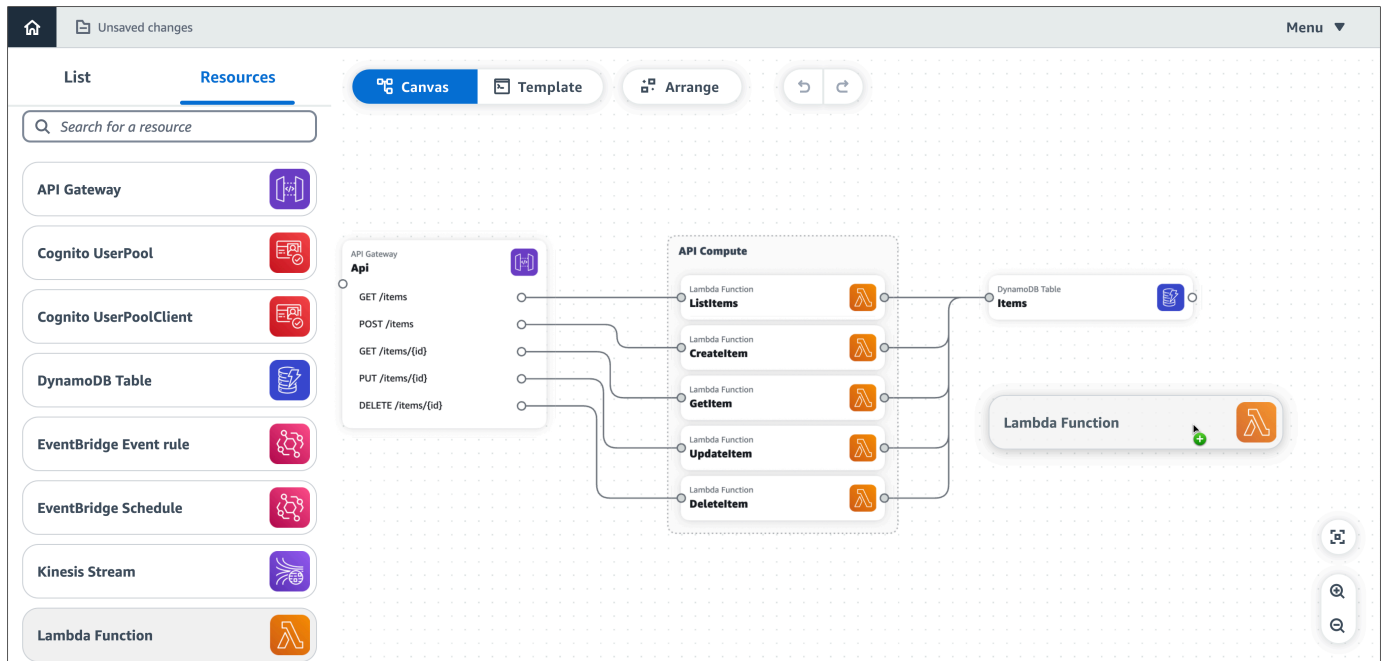 Unsaved changes
Menu ▼
List
Resources
Canvas
Template
Arrange
Search for a resource
API Gateway
Cognito UserPool
Cognito UserPoolClient
DynamoDB Table
EventBridge Event rule
EventBridge Schedule
Kinesis Stream
Lambda Function
API Gateway
Api
GET /items
POST /items
GET /items/{id}
PUT /items/{id}
DELETE /items/{id}
API Compute
Lambda Function
ListItems
Lambda Function
CreateItem
Lambda Function
GetItem
Lambda Function
UpdateItem
Lambda Function
DeleteItem
DynamoDB Table
Items
Lambda Function